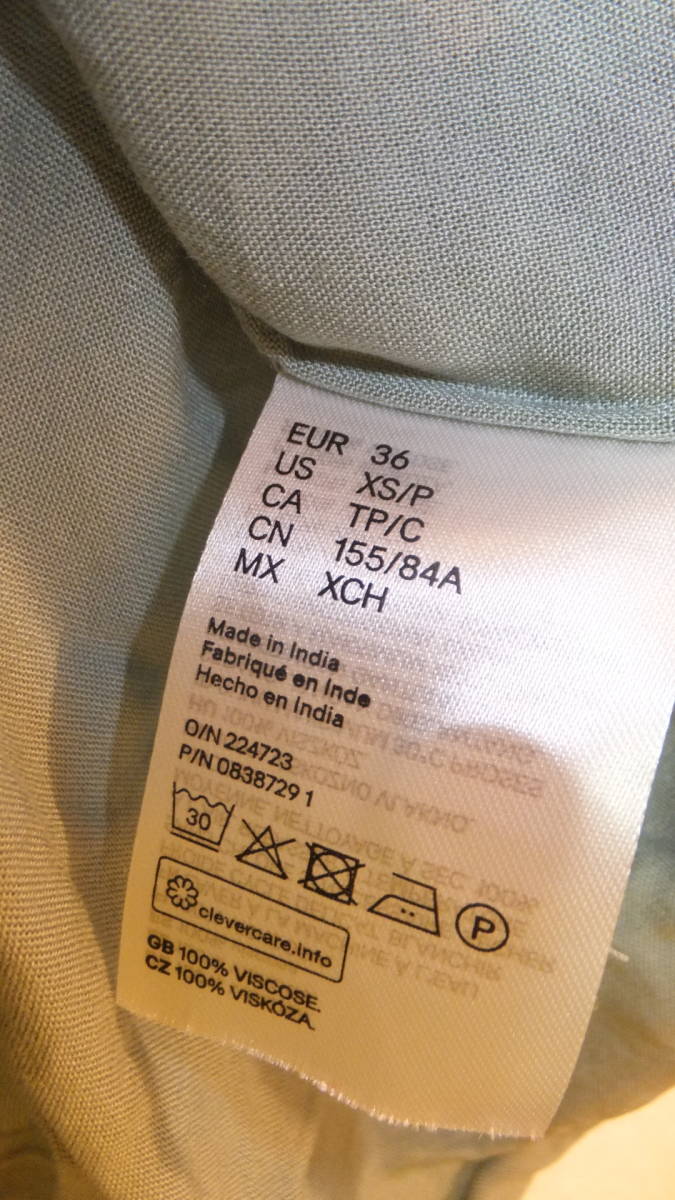 EUR 36
US XS/P
CA TP/C
CN 155/84A
MX XCH
Made in India
Fabriqué en Inde
Hecho en India
O/N 224723
P/N 0838729 1
30
P
clevercare.info
GB 100% VISCOSE.
CZ 100% VISKÓZA.